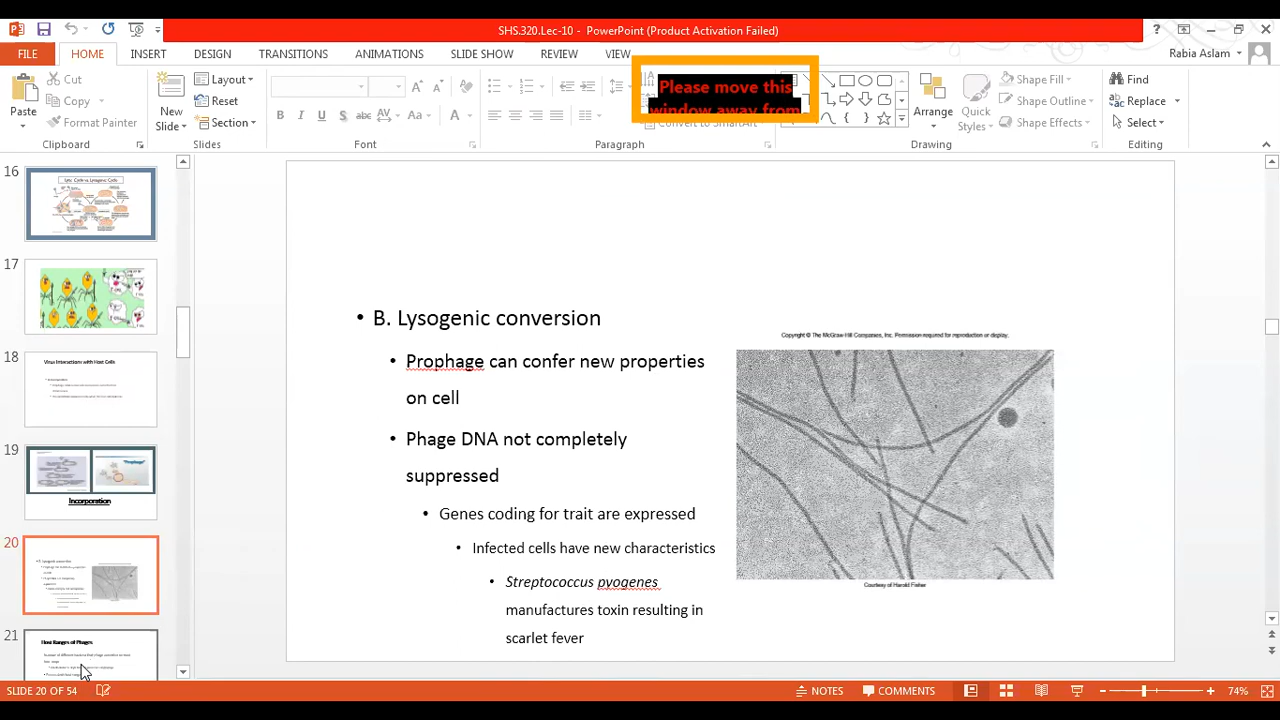 SHS.320.Lec-10 - PowerPoint (Product Activation Failed)
FILE HOME INSERT DESIGN TRANSITIONS ANIMATIONS SLIDE SHOW REVIEW VIEW
Rabia Aslam
Paste
Cut
Copy
Format Painter
Clipboard
New Slide
Layout
Reset
Section
Slides
Font
Paragraph
Please move this
window away from
Convert to SmartArt
Arrange
Quick Styles
Shape Fill
Shape Outline
Shape Effects
Drawing
Find
Replace
Select
Editing
16
Lytic Cycle vs Lysogenic Cycle
17
18
Virus Interactions with Host Cells
19
Incorporation
20
21
Host Ranges of Phages
• B. Lysogenic conversion
• Prophage can confer new properties
on cell
• Phage DNA not completely
suppressed
• Genes coding for trait are expressed
• Infected cells have new characteristics
• Streptococcus pyogenes
manufactures toxin resulting in
scarlet fever
Copyright © The McGraw-Hill Companies, Inc. Permission required for reproduction or display.
Courtesy of Harold Fisher
SLIDE 20 OF 54
NOTES
COMMENTS
74%